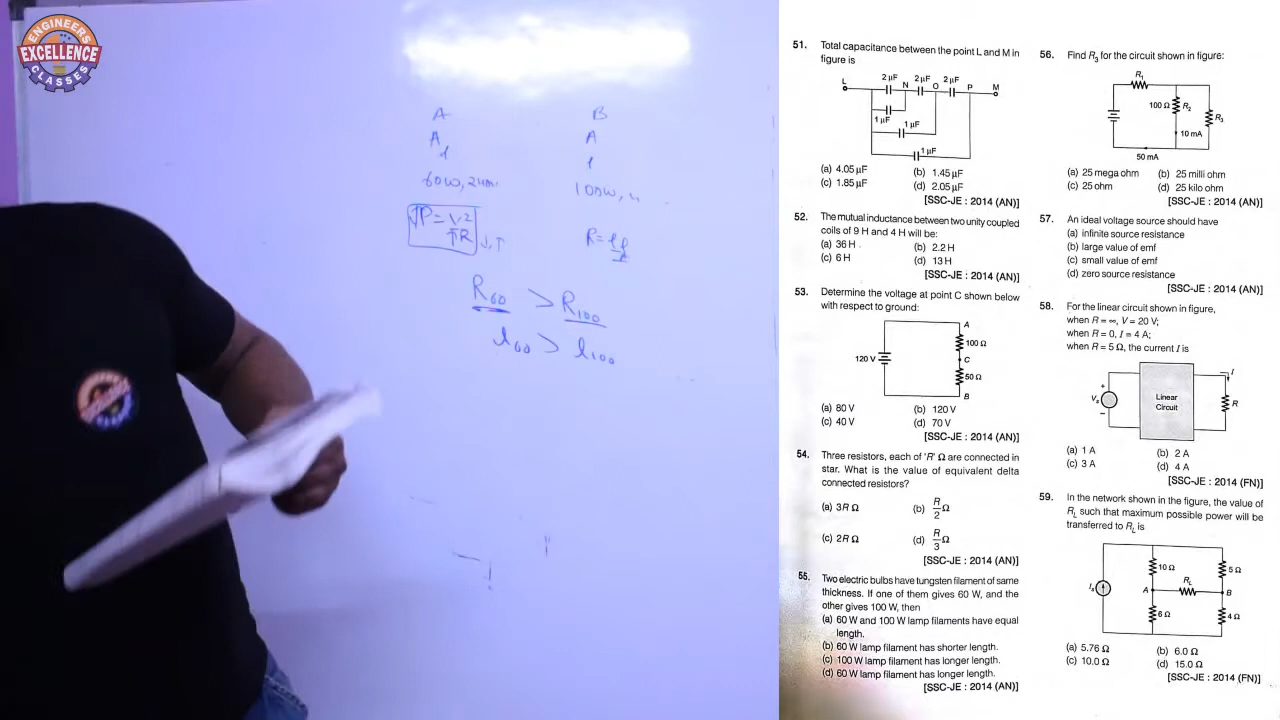 ENGINEERS
EXCELLENCE
CLASSES
A B
A A
l l
60W, 100W,
↓P = V²
↑R ↓,↑ R = ρl
R60 > R100
l60 > l100
51. Total capacitance between the point L and M in
figure is
2 µF 2 µF 2 µF
L N O P M
1 µF
1 µF
1 µF
(a) 4.05 µF (b) 1.45 µF
(c) 1.85 µF (d) 2.05 µF
[SSC-JE : 2014 (AN)]
52. The mutual inductance between two unity coupled
coils of 9 H and 4 H will be:
(a) 36 H (b) 2.2 H
(c) 6 H (d) 13 H
[SSC-JE : 2014 (AN)]
53. Determine the voltage at point C shown below
with respect to ground:
A
100 Ω
120 V C
50 Ω
B
(a) 80 V (b) 120 V
(c) 40 V (d) 70 V
[SSC-JE : 2014 (AN)]
54. Three resistors, each of 'R' Ω are connected in
star. What is the value of equivalent delta
connected resistors?
(a) 3R Ω (b) R/2 Ω
(c) 2R Ω (d) R/3 Ω
[SSC-JE : 2014 (AN)]
55. Two electric bulbs have tungsten filament of same
thickness. If one of them gives 60 W, and the
other gives 100 W, then
(a) 60 W and 100 W lamp filaments have equal
length.
(b) 60 W lamp filament has shorter length.
(c) 100 W lamp filament has longer length.
(d) 60 W lamp filament has longer length.
[SSC-JE : 2014 (AN)]
56. Find R3 for the circuit shown in figure:
R1
100 Ω R2 R3
10 mA
50 mA
(a) 25 mega ohm (b) 25 milli ohm
(c) 25 ohm (d) 25 kilo ohm
[SSC-JE : 2014 (AN)]
57. An ideal voltage source should have
(a) infinite source resistance
(b) large value of emf
(c) small value of emf
(d) zero source resistance
[SSC-JE : 2014 (AN)]
58. For the linear circuit shown in figure,
when R = ∞, V = 20 V;
when R = 0, I = 4 A;
when R = 5 Ω, the current I is
I
+
Vs Linear Circuit R
–
(a) 1 A (b) 2 A
(c) 3 A (d) 4 A
[SSC-JE : 2014 (FN)]
59. In the network shown in the figure, the value of
RL such that maximum possible power will be
transferred to RL is
10 Ω 5 Ω
RL
Is A B
6 Ω 4 Ω
(a) 5.76 Ω (b) 6.0 Ω
(c) 10.0 Ω (d) 15.0 Ω
[SSC-JE : 2014 (FN)]